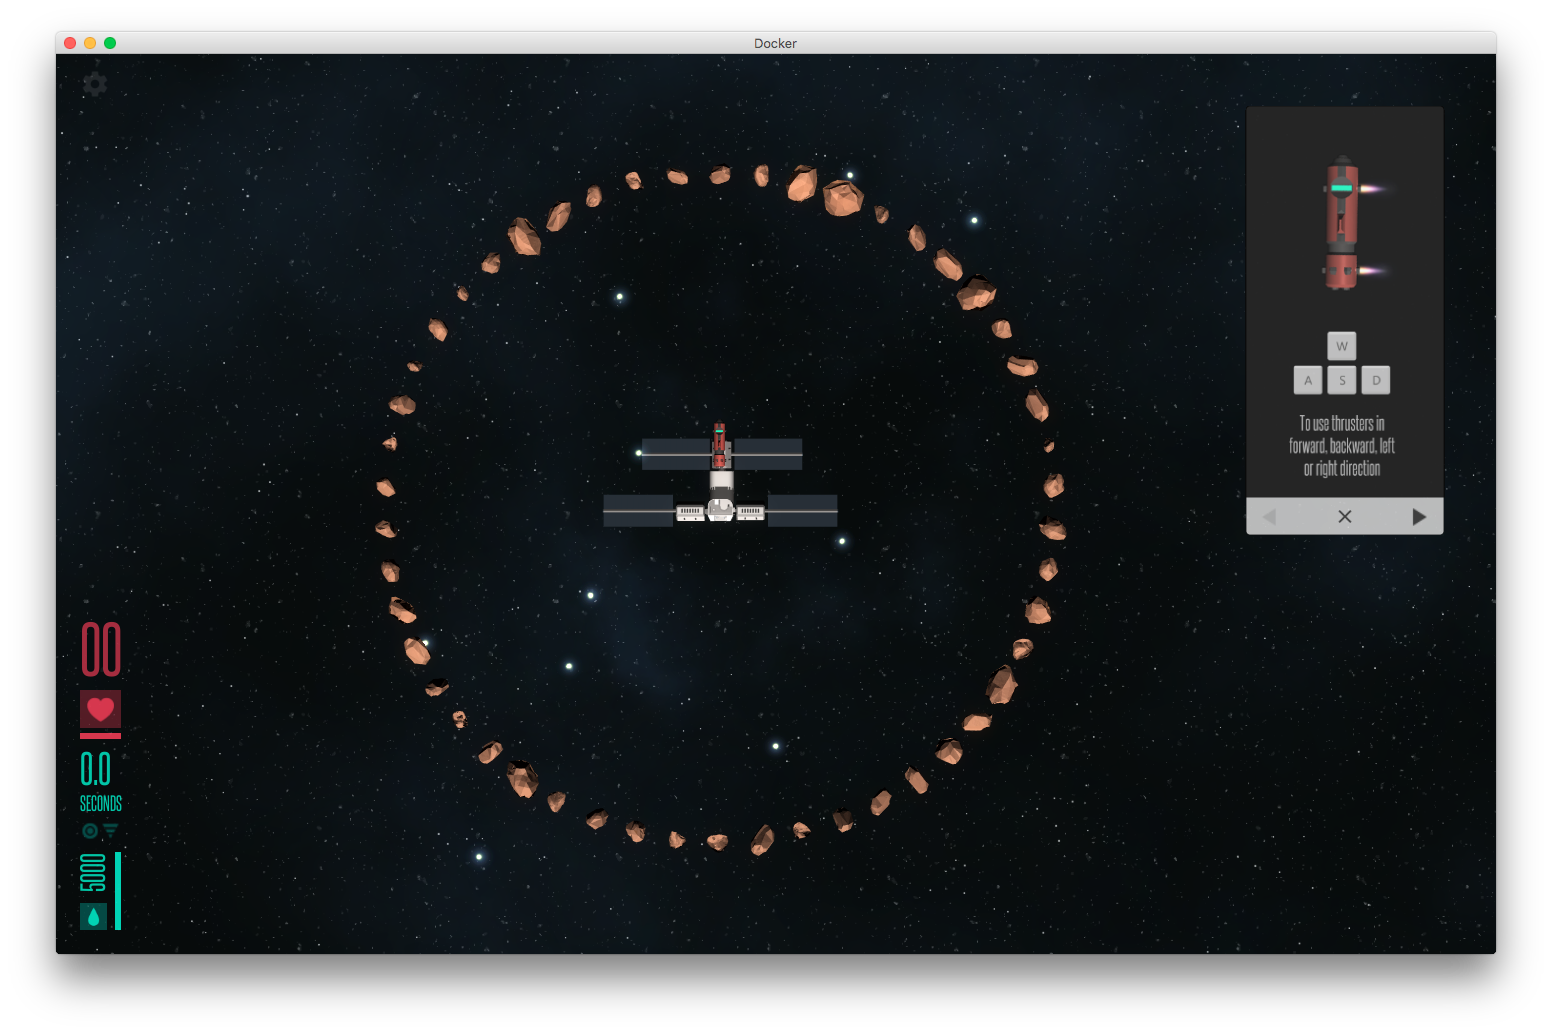 Docker
W
A S D
To use thrusters in
forward, backward, left
or right direction
00
0.0
SECONDS
5000